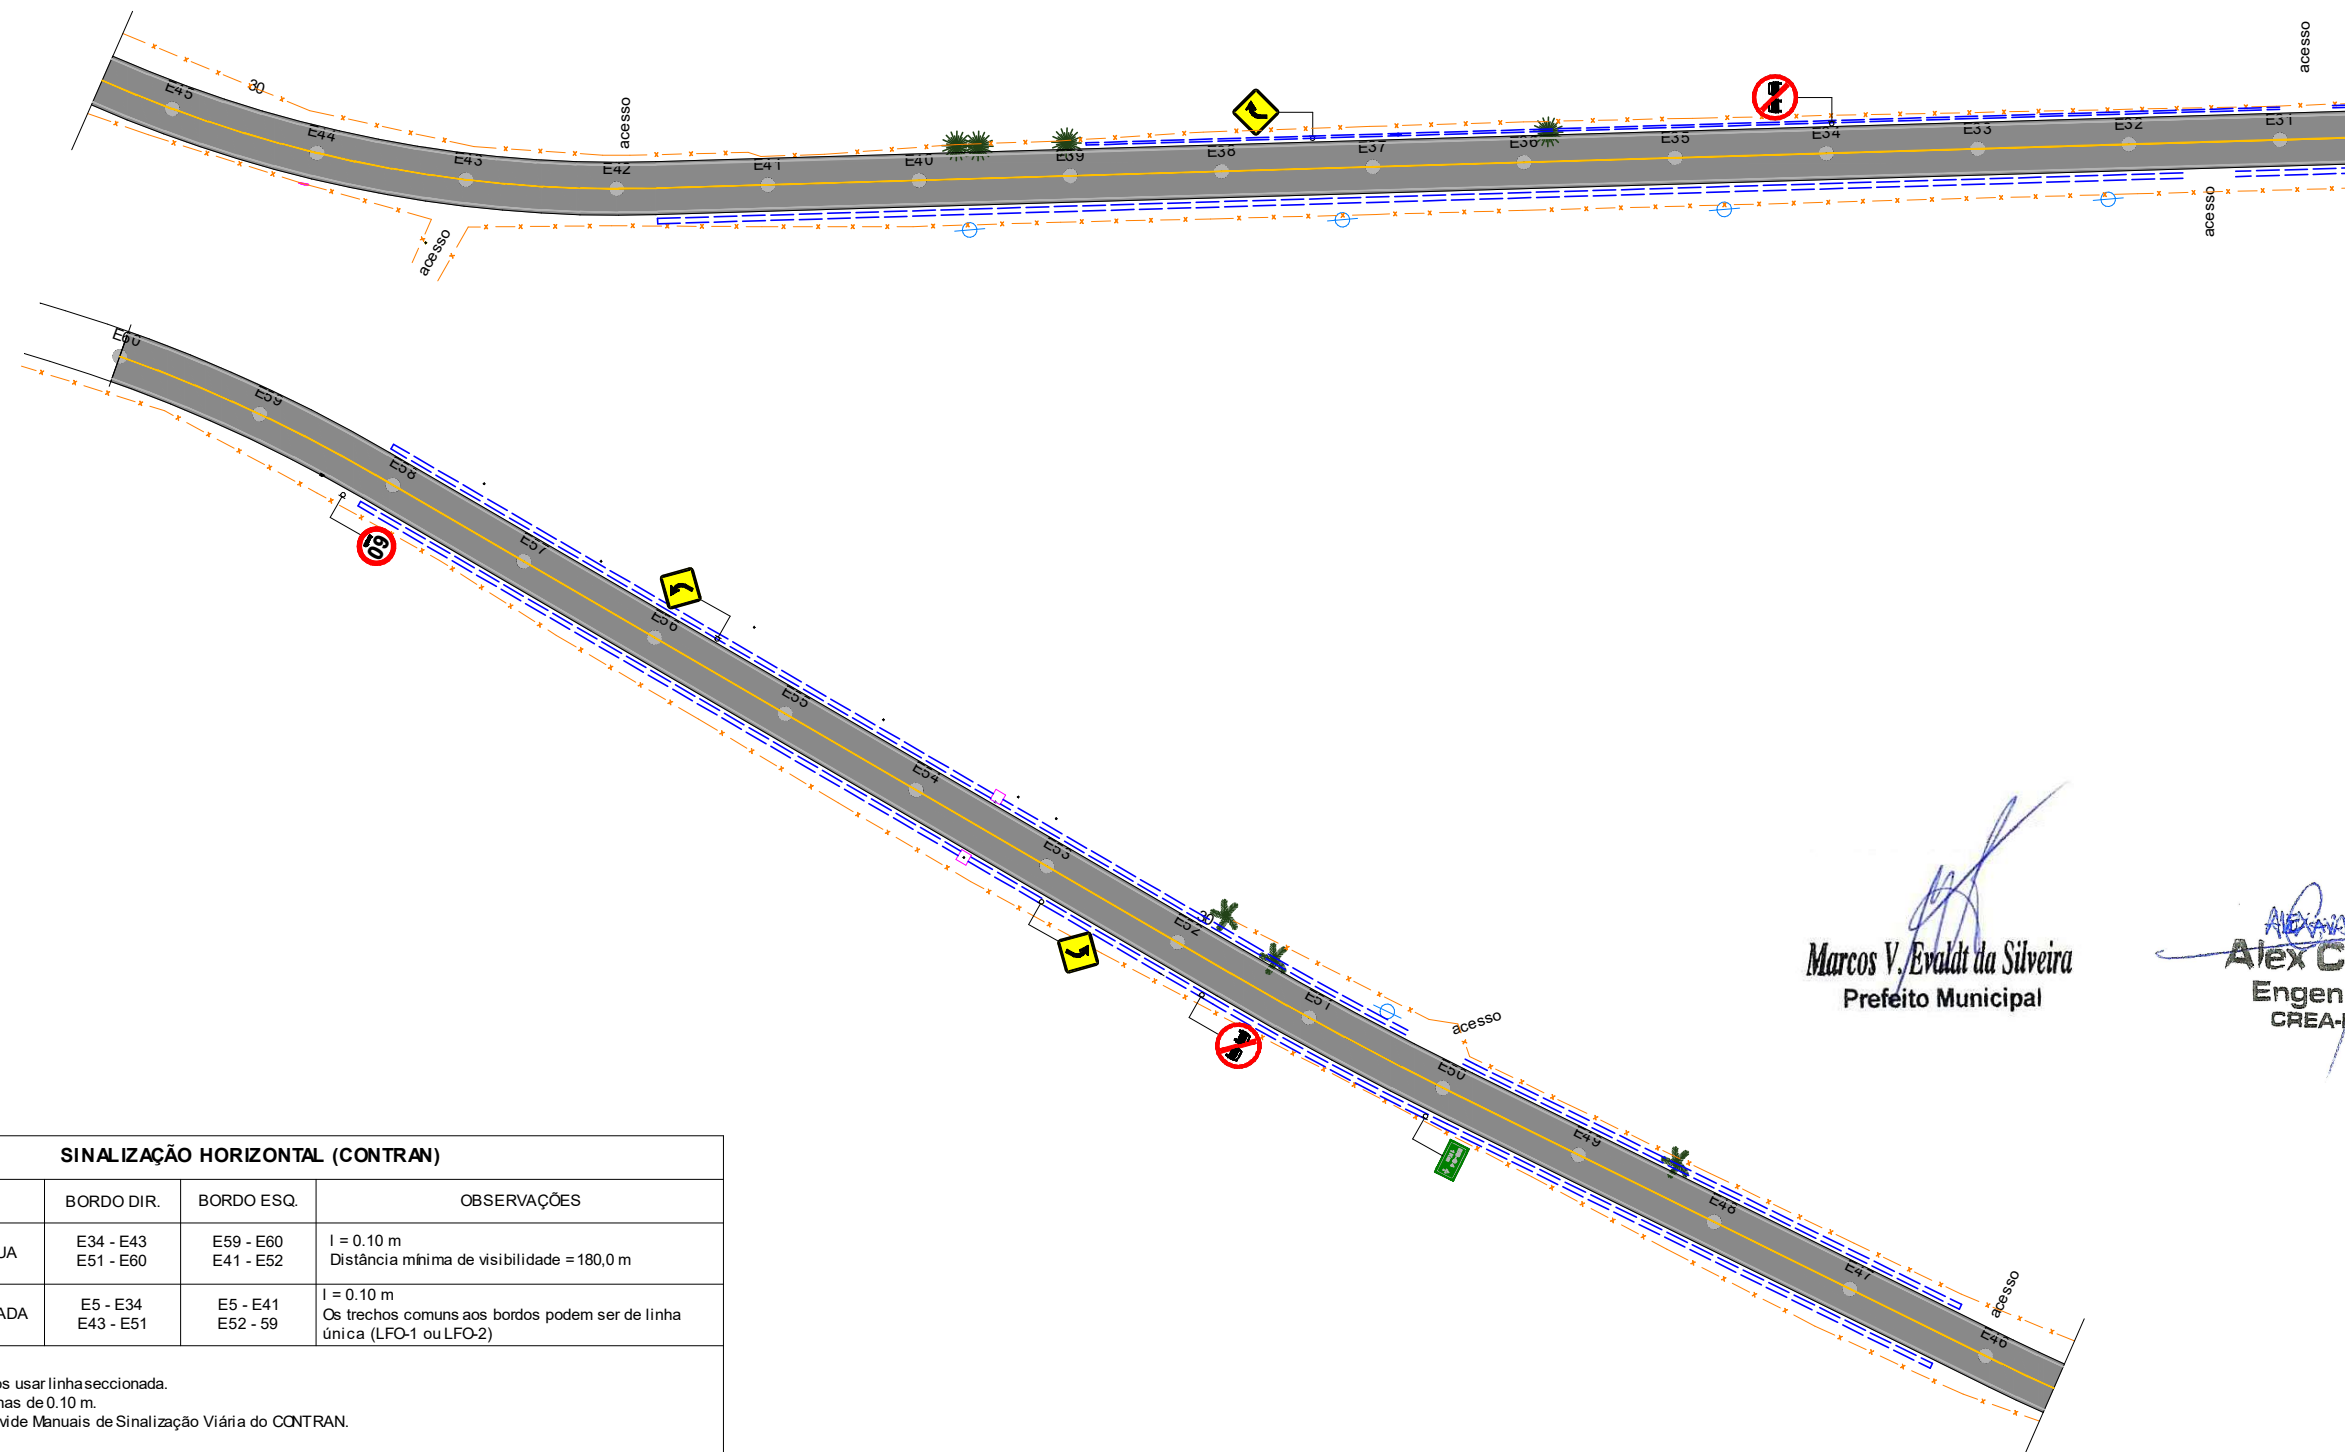 acesso
30
E45
E44
E43
E42
E41
E40
E39
E38
E37
E36
E35
E34
E33
E32
E31
acesso
acesso
acesso
E60
E59
E58
60
E57
E56
E55
E54
E53
30
E52
E51
acesso
E50
E49
E48
E47
acesso
E46
Marcos V. Evaldt da Silveira
Prefeito Municipal
Alex C
Engen
CREA-
SINALIZAÇÃO HORIZONTAL (CONTRAN)
BORDO DIR. BORDO ESQ. OBSERVAÇÕES
UA E34 - E43 E59 - E60 l = 0.10 m
E51 - E60 E41 - E52 Distância mínima de visibilidade = 180,0 m
ADA E5 - E34 E5 - E41 l = 0.10 m
E43 - E51 E52 - 59 Os trechos comuns aos bordos podem ser de linha
única (LFO-1 ou LFO-2)
os usar linha seccionada.
nas de 0.10 m.
vide Manuais de Sinalização Viária do CONTRAN.